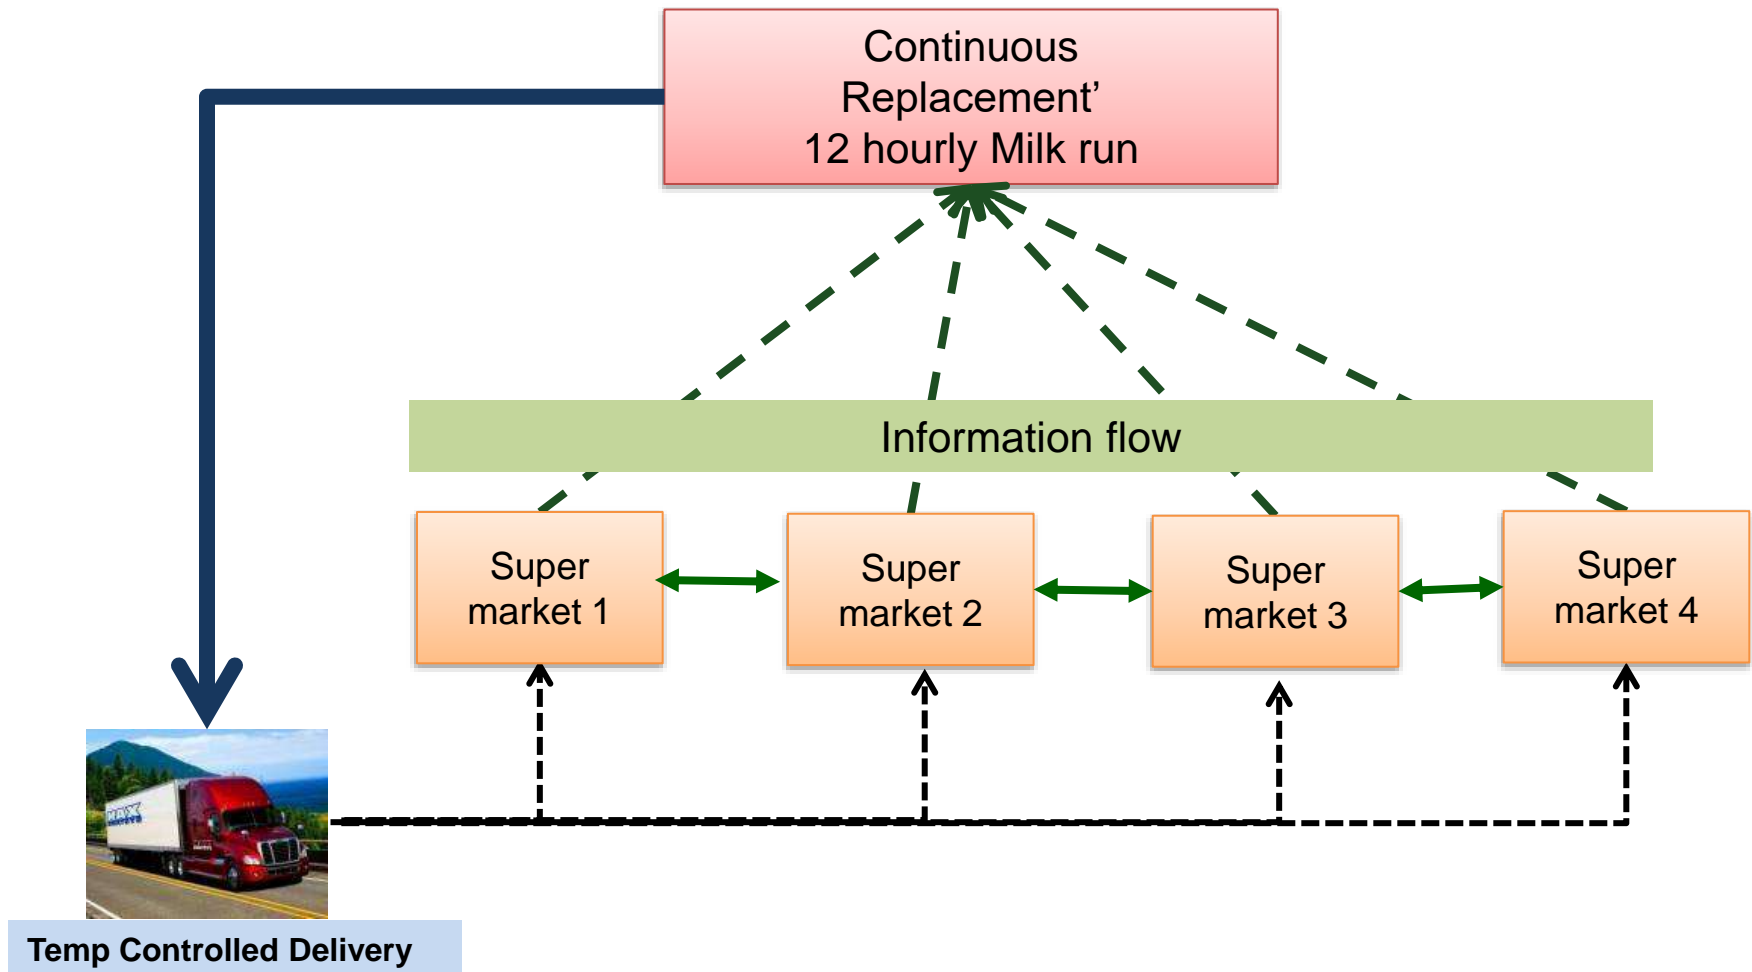 Continuous
Replacement’
12 hourly Milk run
Information flow
Super
market 1
Super
market 2
Super
market 3
Super
market 4
Temp Controlled Delivery